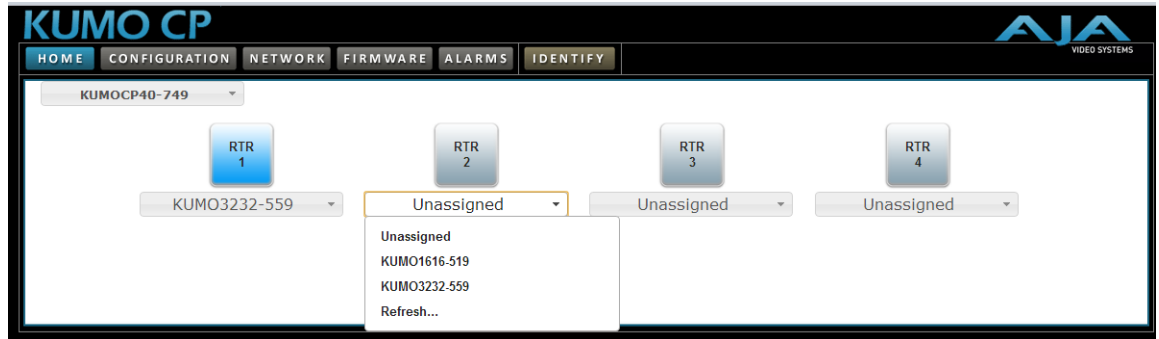 KUMO CP
AJA
VIDEO SYSTEMS
HOME CONFIGURATION NETWORK FIRMWARE ALARMS IDENTIFY
KUMOCP40-749
RTR RTR RTR RTR
1 2 3 4
KUMO3232-559 Unassigned Unassigned Unassigned
Unassigned
KUMO1616-519
KUMO3232-559
Refresh...